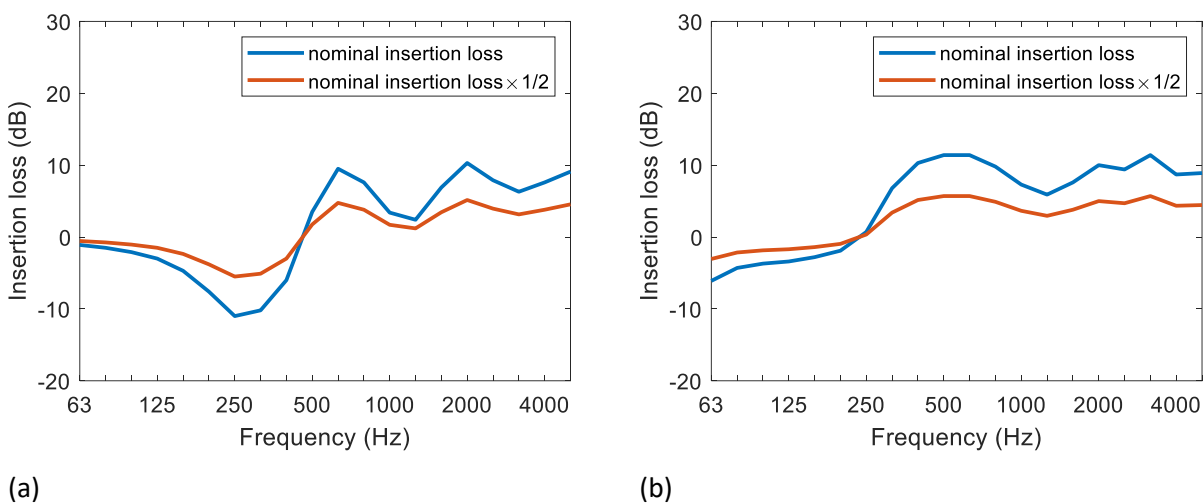 30
20
10
0
-10
-20
Insertion loss (dB)
nominal insertion loss
nominal insertion loss×1/2
63 125 250 500 1000 2000 4000
Frequency (Hz)
(a)
30
20
10
0
-10
-20
Insertion loss (dB)
nominal insertion loss
nominal insertion loss×1/2
63 125 250 500 1000 2000 4000
Frequency (Hz)
(b)